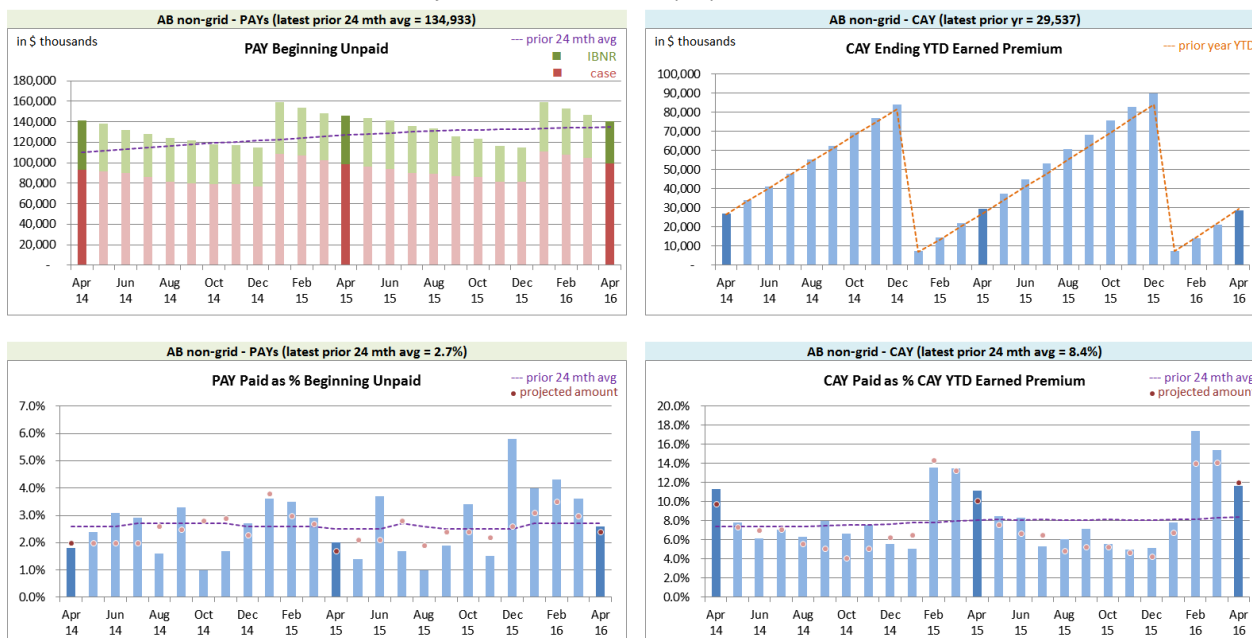 AB non-grid - PAYs (latest prior 24 mth avg = 134,933)
in $ thousands
PAY Beginning Unpaid
--- prior 24 mth avg
IBNR
case
180,000
160,000
140,000
120,000
100,000
80,000
60,000
40,000
20,000
-
Apr Jun Aug Oct Dec Feb Apr Jun Aug Oct Dec Feb Apr
14 14 14 14 14 15 15 15 15 15 15 16 16
AB non-grid - CAY (latest prior yr = 29,537)
in $ thousands
CAY Ending YTD Earned Premium
--- prior year YTD
100,000
90,000
80,000
70,000
60,000
50,000
40,000
30,000
20,000
10,000
-
Apr Jun Aug Oct Dec Feb Apr Jun Aug Oct Dec Feb Apr
14 14 14 14 14 15 15 15 15 15 15 16 16
AB non-grid - PAYs (latest prior 24 mth avg = 2.7%)
PAY Paid as % Beginning Unpaid
--- prior 24 mth avg
• projected amount
7.0%
6.0%
5.0%
4.0%
3.0%
2.0%
1.0%
0.0%
Apr Jun Aug Oct Dec Feb Apr Jun Aug Oct Dec Feb Apr
14 14 14 14 14 15 15 15 15 15 15 16 16
AB non-grid - CAY (latest prior 24 mth avg = 8.4%)
CAY Paid as % CAY YTD Earned Premium
--- prior 24 mth avg
• projected amount
20.0%
18.0%
16.0%
14.0%
12.0%
10.0%
8.0%
6.0%
4.0%
2.0%
0.0%
Apr Jun Aug Oct Dec Feb Apr Jun Aug Oct Dec Feb Apr
14 14 14 14 14 15 15 15 15 15 15 16 16